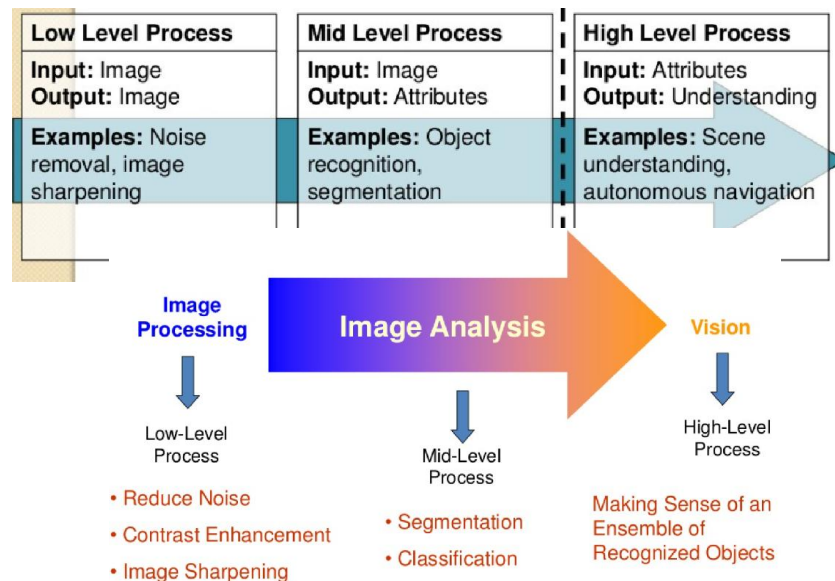 Low Level Process
Input: Image
Output: Image
Examples: Noise
removal, image
sharpening
Mid Level Process
Input: Image
Output: Attributes
Examples: Object
recognition,
segmentation
High Level Process
Input: Attributes
Output: Understanding
Examples: Scene
understanding,
autonomous navigation
Image
Processing
Image Analysis
Vision
Low-Level
Process
• Reduce Noise
• Contrast Enhancement
• Image Sharpening
Mid-Level
Process
• Segmentation
• Classification
High-Level
Process
Making Sense of an
Ensemble of
Recognized Objects